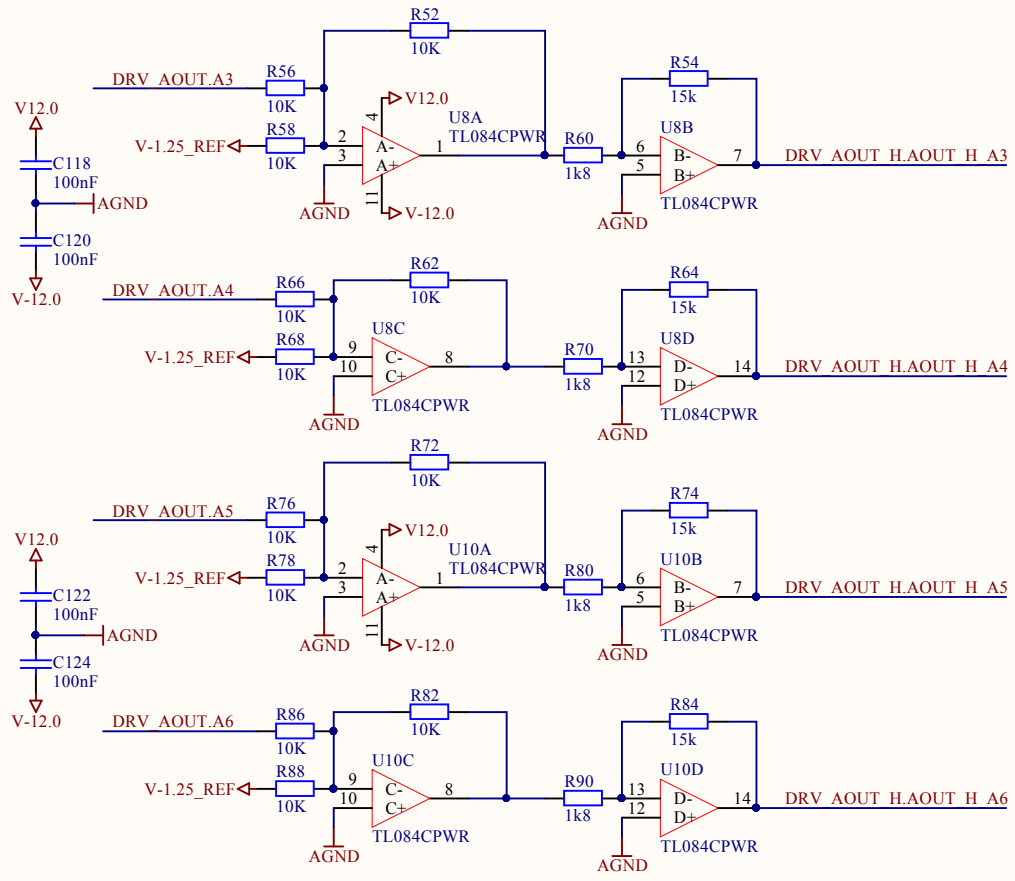 R52
10K
DRV_AOUT.A3
R56
10K
V12.0
R54
15k
V12.0
4
U8A
TL084CPWR
V-1.25_REF
R58
10K
2
3
A-
A+
1
R60
1k8
U8B
6
5
B-
B+
7
DRV_AOUT_H.AOUT_H_A3
C118
100nF
AGND
11
V-12.0
AGND
TL084CPWR
AGND
C120
100nF
V-12.0
R62
10K
DRV_AOUT.A4
R66
10K
R64
15k
V-1.25_REF
R68
10K
U8C
9
10
C-
C+
8
TL084CPWR
AGND
R70
1k8
U8D
13
12
D-
D+
14
DRV_AOUT_H.AOUT_H_A4
TL084CPWR
AGND
R72
10K
DRV_AOUT.A5
R76
10K
R74
15k
V12.0
V12.0
4
U10A
TL084CPWR
V-1.25_REF
R78
10K
2
3
A-
A+
1
R80
1k8
U10B
6
5
B-
B+
7
DRV_AOUT_H.AOUT_H_A5
C122
100nF
AGND
11
V-12.0
AGND
TL084CPWR
AGND
C124
100nF
V-12.0
R82
10K
DRV_AOUT.A6
R86
10K
R84
15k
V-1.25_REF
R88
10K
U10C
9
10
C-
C+
8
TL084CPWR
AGND
R90
1k8
U10D
13
12
D-
D+
14
DRV_AOUT_H.AOUT_H_A6
TL084CPWR
AGND